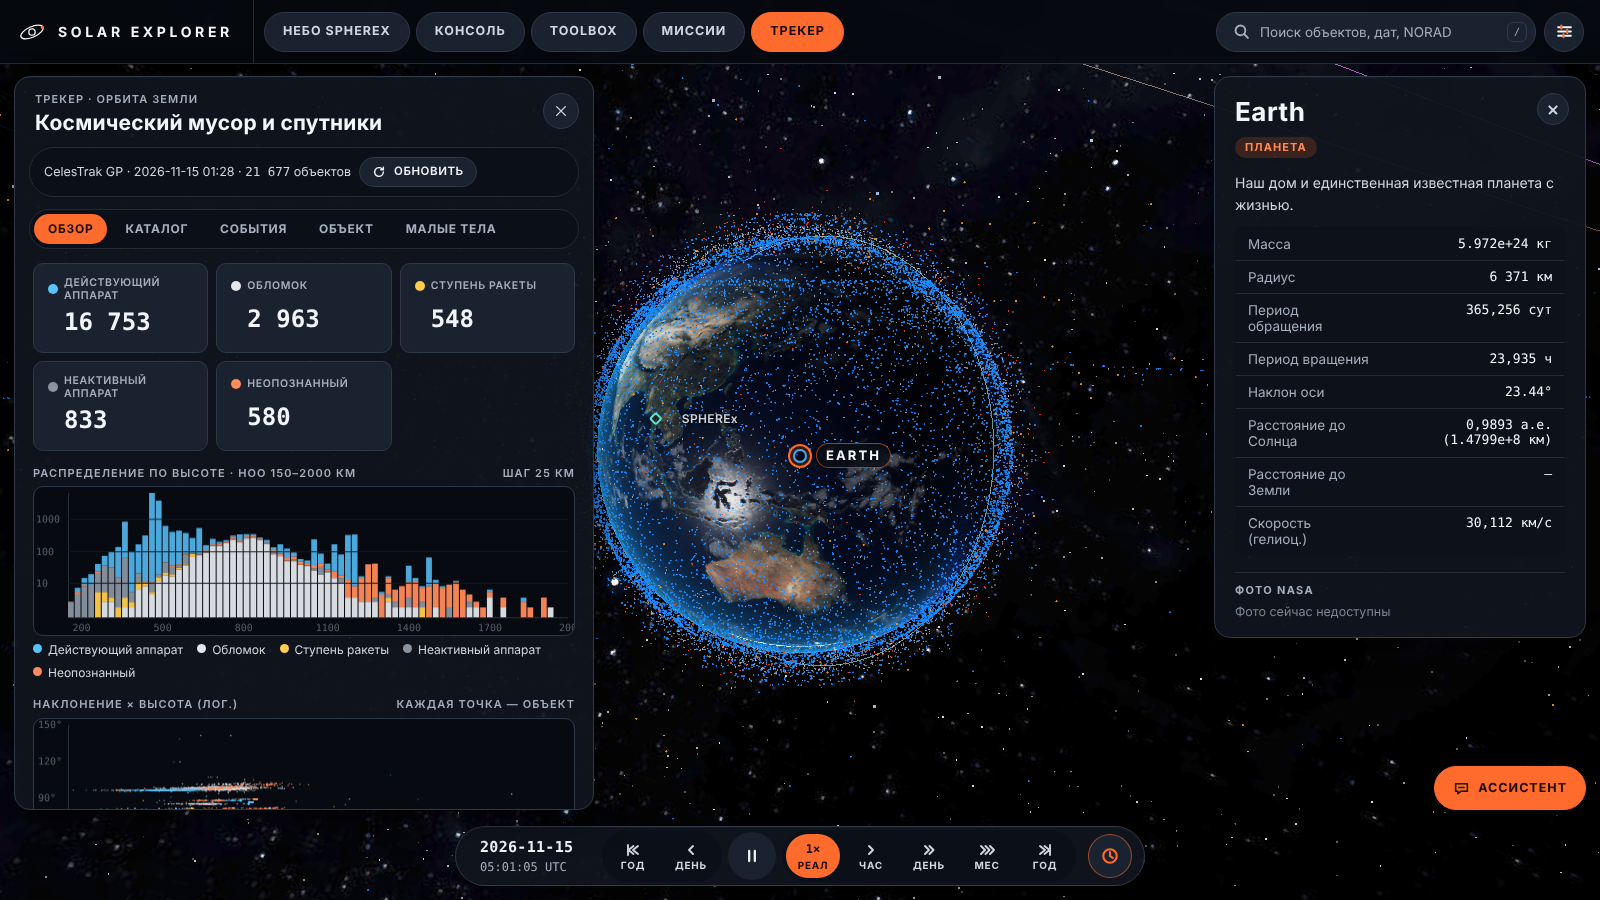 SOLAR EXPLORER
НЕБО SPHEREX
КОНСОЛЬ
TOOLBOX
МИССИИ
ТРЕКЕР
Поиск объектов, дат, NORAD
/
ТРЕКЕР · ОРБИТА ЗЕМЛИ
Космический мусор и спутники
CelesTrak GP · 2026-11-15 01:28 · 21 677 объектов
ОБНОВИТЬ
ОБЗОР
КАТАЛОГ
СОБЫТИЯ
ОБЪЕКТ
МАЛЫЕ ТЕЛА
ДЕЙСТВУЮЩИЙ
АППАРАТ
16 753
ОБЛОМОК
2 963
СТУПЕНЬ РАКЕТЫ
548
НЕАКТИВНЫЙ
АППАРАТ
833
НЕОПОЗНАННЫЙ
580
РАСПРЕДЕЛЕНИЕ ПО ВЫСОТЕ · НОО 150–2000 КМ
ШАГ 25 КМ
1000
100
10
200 500 800 1100 1400 1700 200
Действующий аппарат
Обломок
Ступень ракеты
Неактивный аппарат
Неопознанный
НАКЛОНЕНИЕ × ВЫСОТА (ЛОГ.)
КАЖДАЯ ТОЧКА — ОБЪЕКТ
150°
120°
90°
SPHEREx
EARTH
Earth
ПЛАНЕТА
Наш дом и единственная известная планета с
жизнью.
Масса 5.972e+24 кг
Радиус 6 371 км
Период
обращения
365,256 сут
Период вращения 23,935 ч
Наклон оси 23.44°
Расстояние до
Солнца
0,9893 а.е.
(1.4799e+8 км)
Расстояние до
Земли
—
Скорость
(гелиоц.)
30,112 км/с
ФОТО NASA
Фото сейчас недоступны
АССИСТЕНТ
2026-11-15
05:01:05 UTC
ГОД
ДЕНЬ
1×
РЕАЛ
ЧАС
ДЕНЬ
МЕС
ГОД